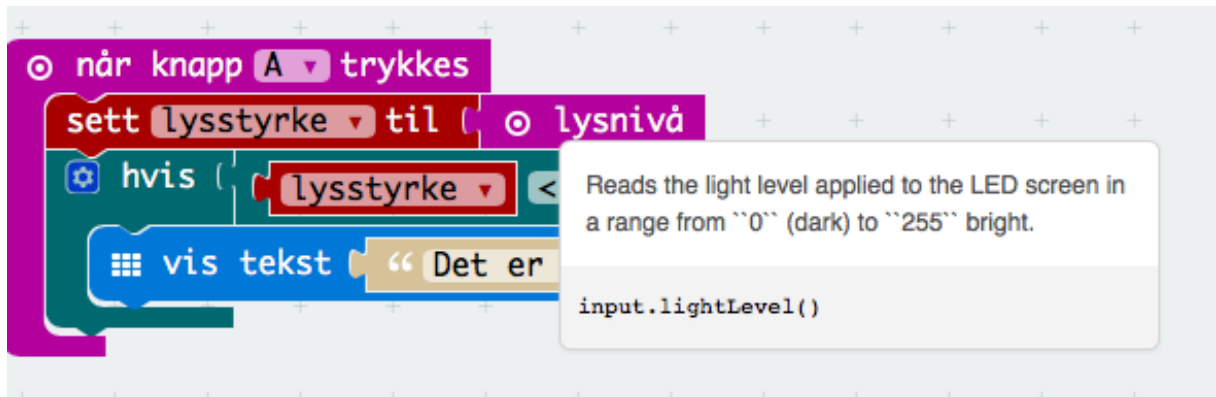 når knapp A trykkes
sett lysstyrke til lysnivå
hvis lysstyrke <
vis tekst “ Det er
Reads the light level applied to the LED screen in
a range from ``0`` (dark) to ``255`` bright.
input.lightLevel()